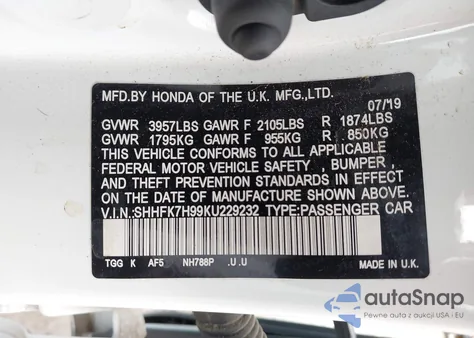 MFD.BY HONDA OF THE U.K. MFG.,LTD.
07/19
GVWR 3957LBS GAWR F 2105LBS R 1874LBS
GVWR 1795KG GAWR F 955KG R 850KG
THIS VEHICLE CONFORMS TO ALL APPLICABLE
FEDERAL MOTOR VEHICLE SAFETY , BUMPER ,
AND THEFT PREVENTION STANDARDS IN EFFECT
ON THE DATE OF MANUFACTURE SHOWN ABOVE
V.I.N:SHHFK7H99KU229232 TYPE:PASSENGER CAR
TGG K AF5 NH788P .U .U MADE IN U.K.
autoSnap
Pewne auta z aukcji USA i EU